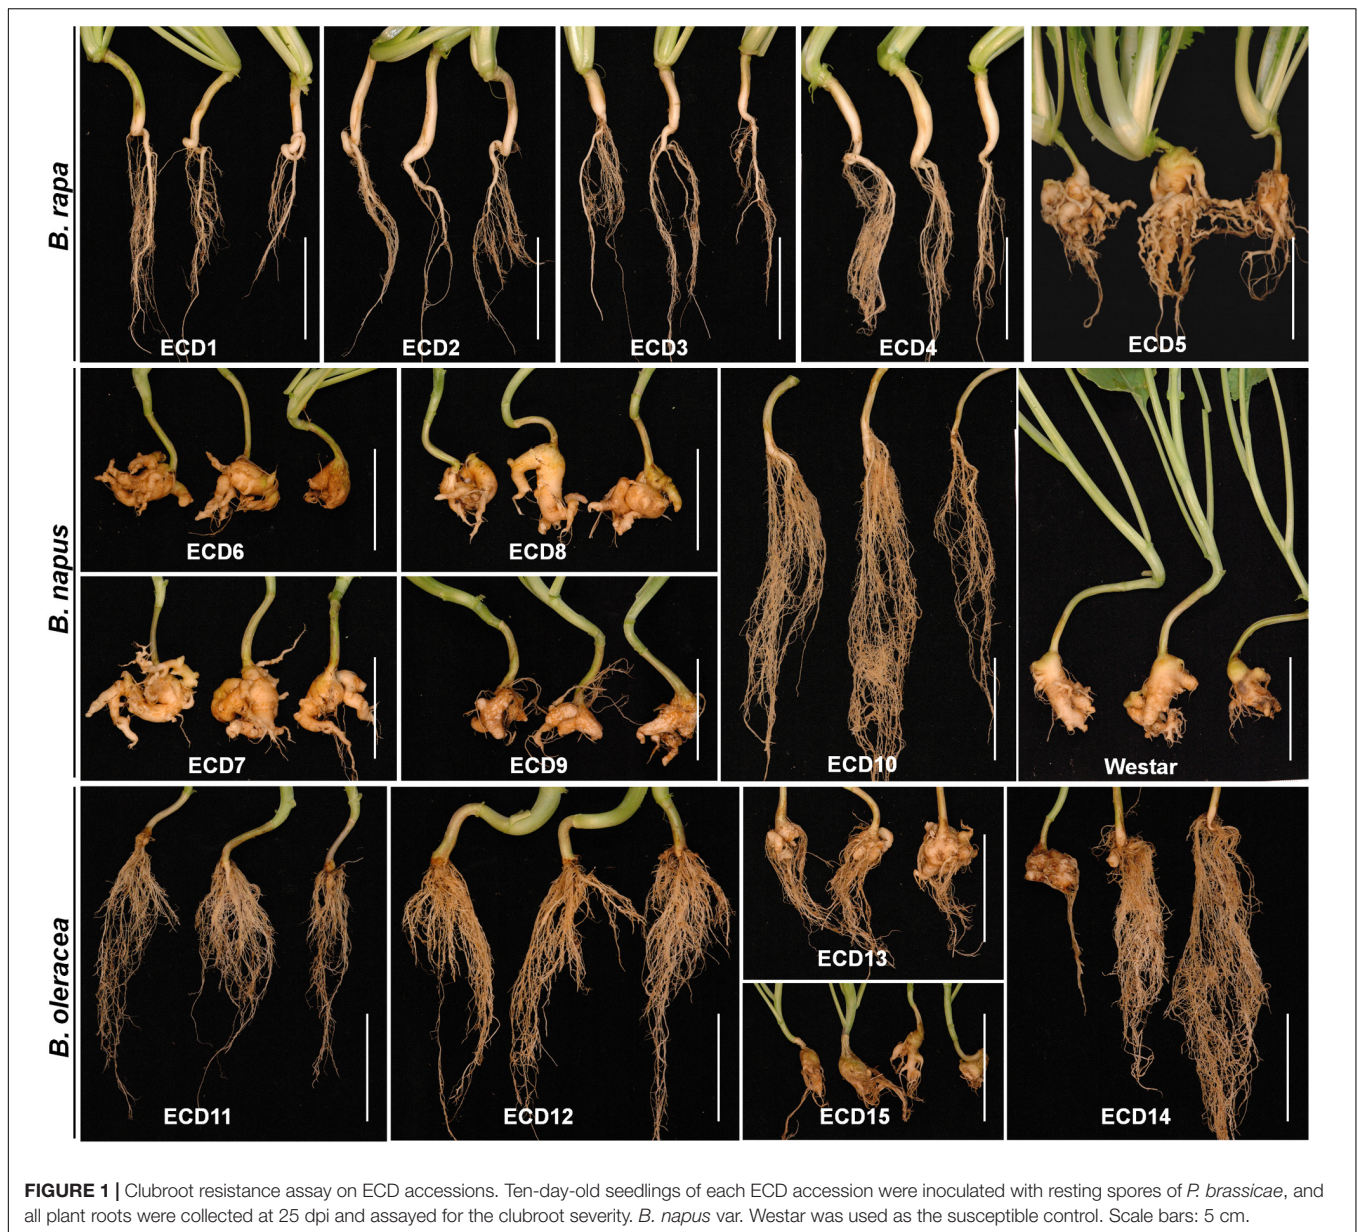 B. rapa
ECD1
ECD2
ECD3
ECD4
ECD5
B. napus
ECD6
ECD8
ECD7
ECD9
ECD10
Westar
B. oleracea
ECD11
ECD12
ECD13
ECD15
ECD14
FIGURE 1 | Clubroot resistance assay on ECD accessions. Ten-day-old seedlings of each ECD accession were inoculated with resting spores of P. brassicae, and
all plant roots were collected at 25 dpi and assayed for the clubroot severity. B. napus var. Westar was used as the susceptible control. Scale bars: 5 cm.